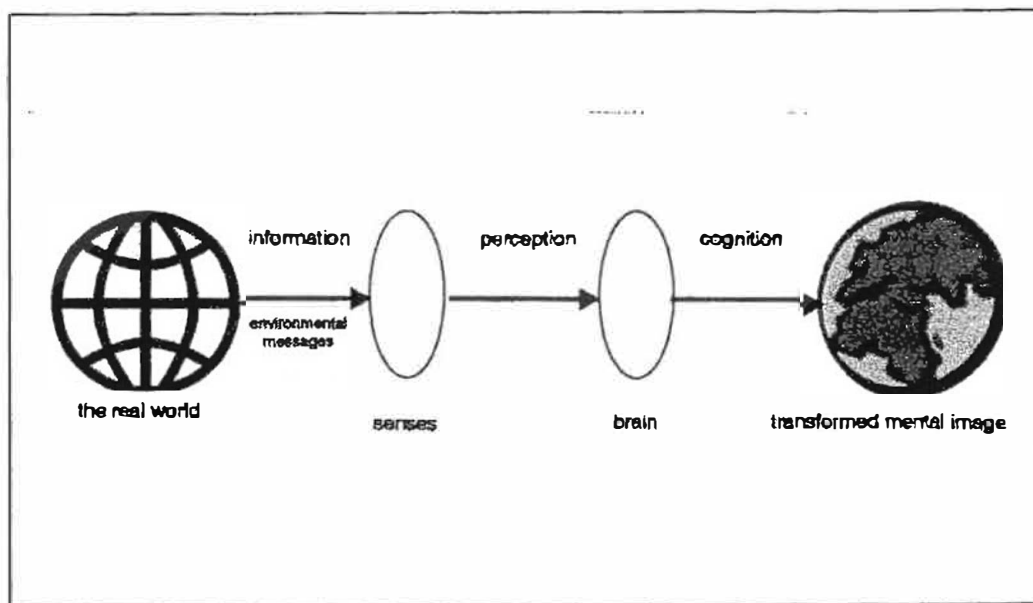 information
perception
cognition
environmental
messages
the real world
senses
brain
transformed mental image